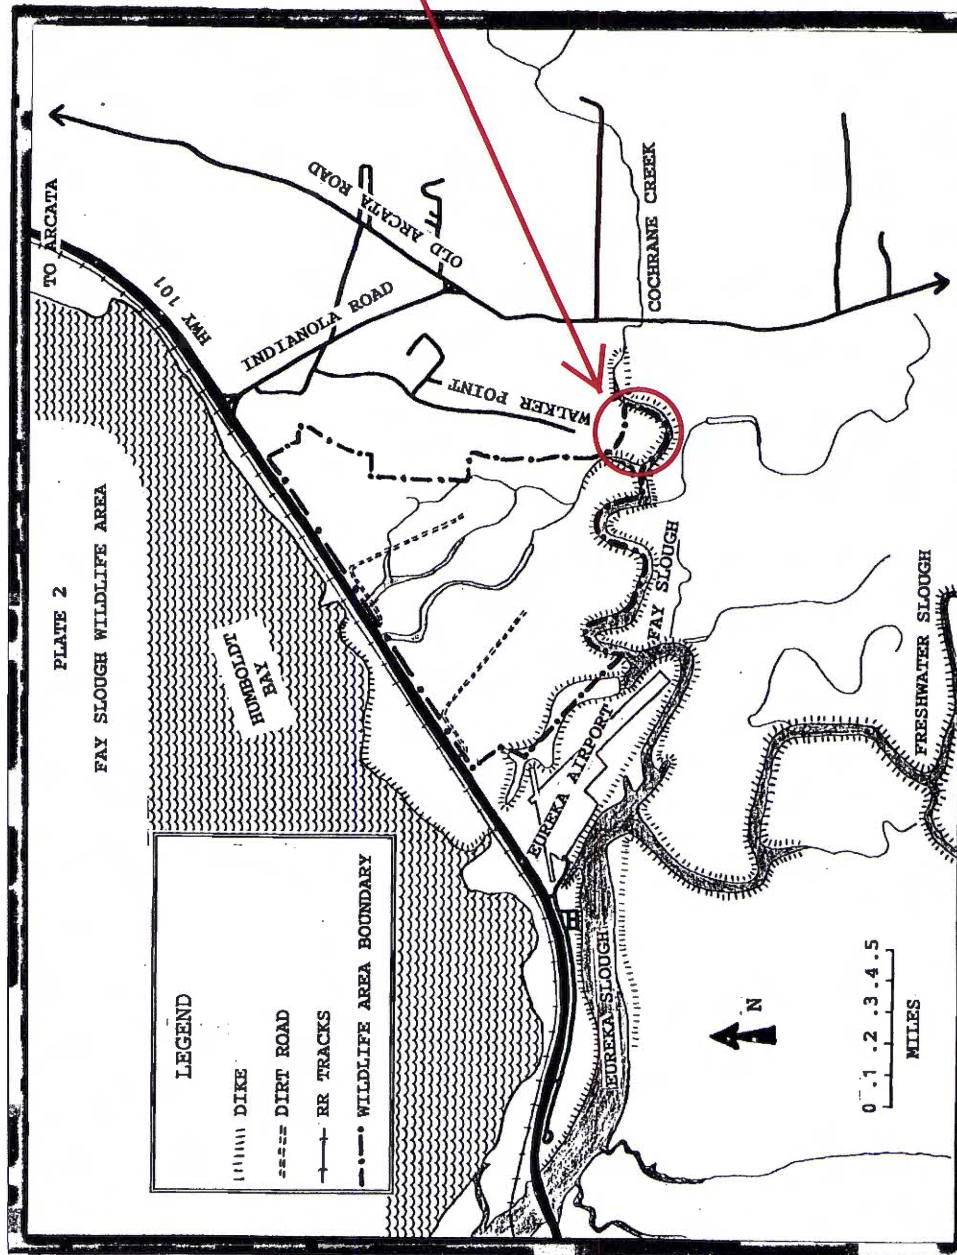 PLATE 2
FAY SLOUGH WILDLIFE AREA
TO ARCATA
HWY 101
OLD ARCATA ROAD
INDIANOLA ROAD
WALKER POINT
COCHRANE CREEK
HUMBOLDT
BAY
FAY SLOUGH
EUREKA AIRPORT
FRESHWATER SLOUGH
EUREKA SLOUGH
LEGEND
DIKE
DIRT ROAD
RR TRACKS
WILDLIFE AREA BOUNDARY
N
0 .1 .2 .3 .4 .5
MILES